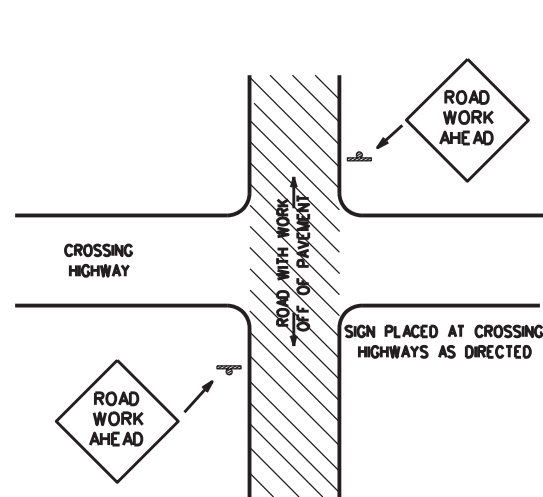 ROAD
WORK
AHEAD
CROSSING
HIGHWAY
ROAD WITH WORK
OFF OF PAVEMENT
SIGN PLACED AT CROSSING
HIGHWAYS AS DIRECTED
ROAD
WORK
AHEAD